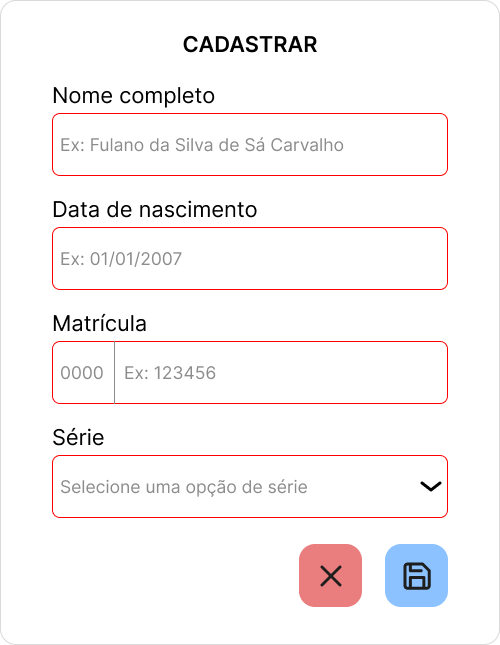 CADASTRAR
Nome completo
Ex: Fulano da Silva de Sá Carvalho
Data de nascimento
Ex: 01/01/2007
Matrícula
0000 Ex: 123456
Série
Selecione uma opção de série